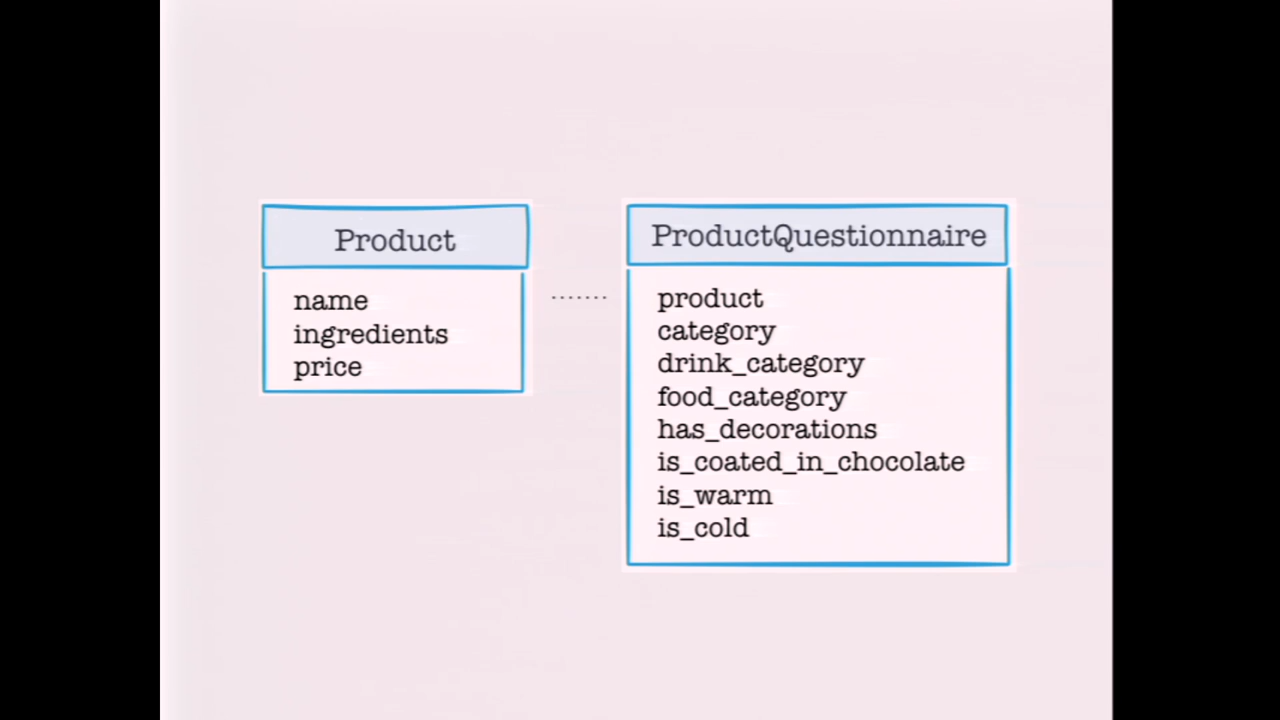 Product
name
ingredients
price
ProductQuestionnaire
product
category
drink_category
food_category
has_decorations
is_coated_in_chocolate
is_warm
is_cold